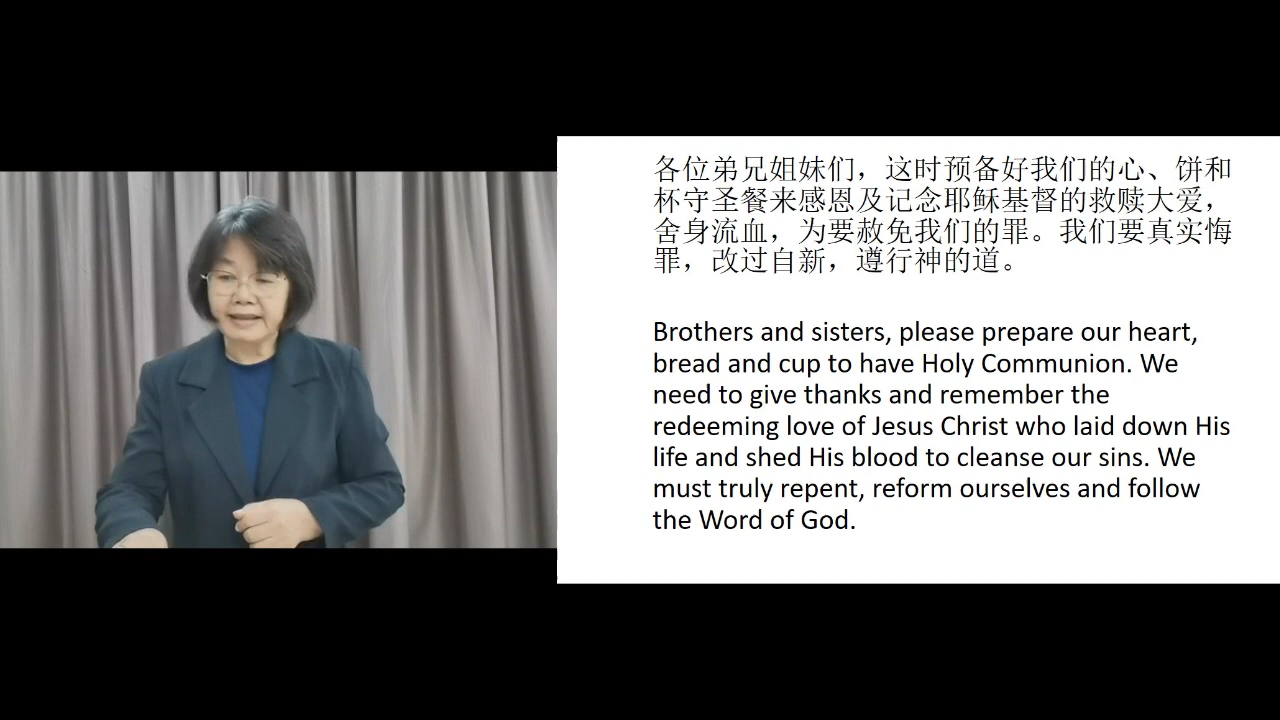 各位弟兄姐妹们，这时预备好我们的心、饼和
杯守圣餐来感恩及记念耶稣基督的救赎大爱，
舍身流血，为要赦免我们的罪。我们要真实悔
罪，改过自新，遵行神的道。
Brothers and sisters, please prepare our heart,
bread and cup to have Holy Communion. We
need to give thanks and remember the
redeeming love of Jesus Christ who laid down His
life and shed His blood to cleanse our sins. We
must truly repent, reform ourselves and follow
the Word of God.